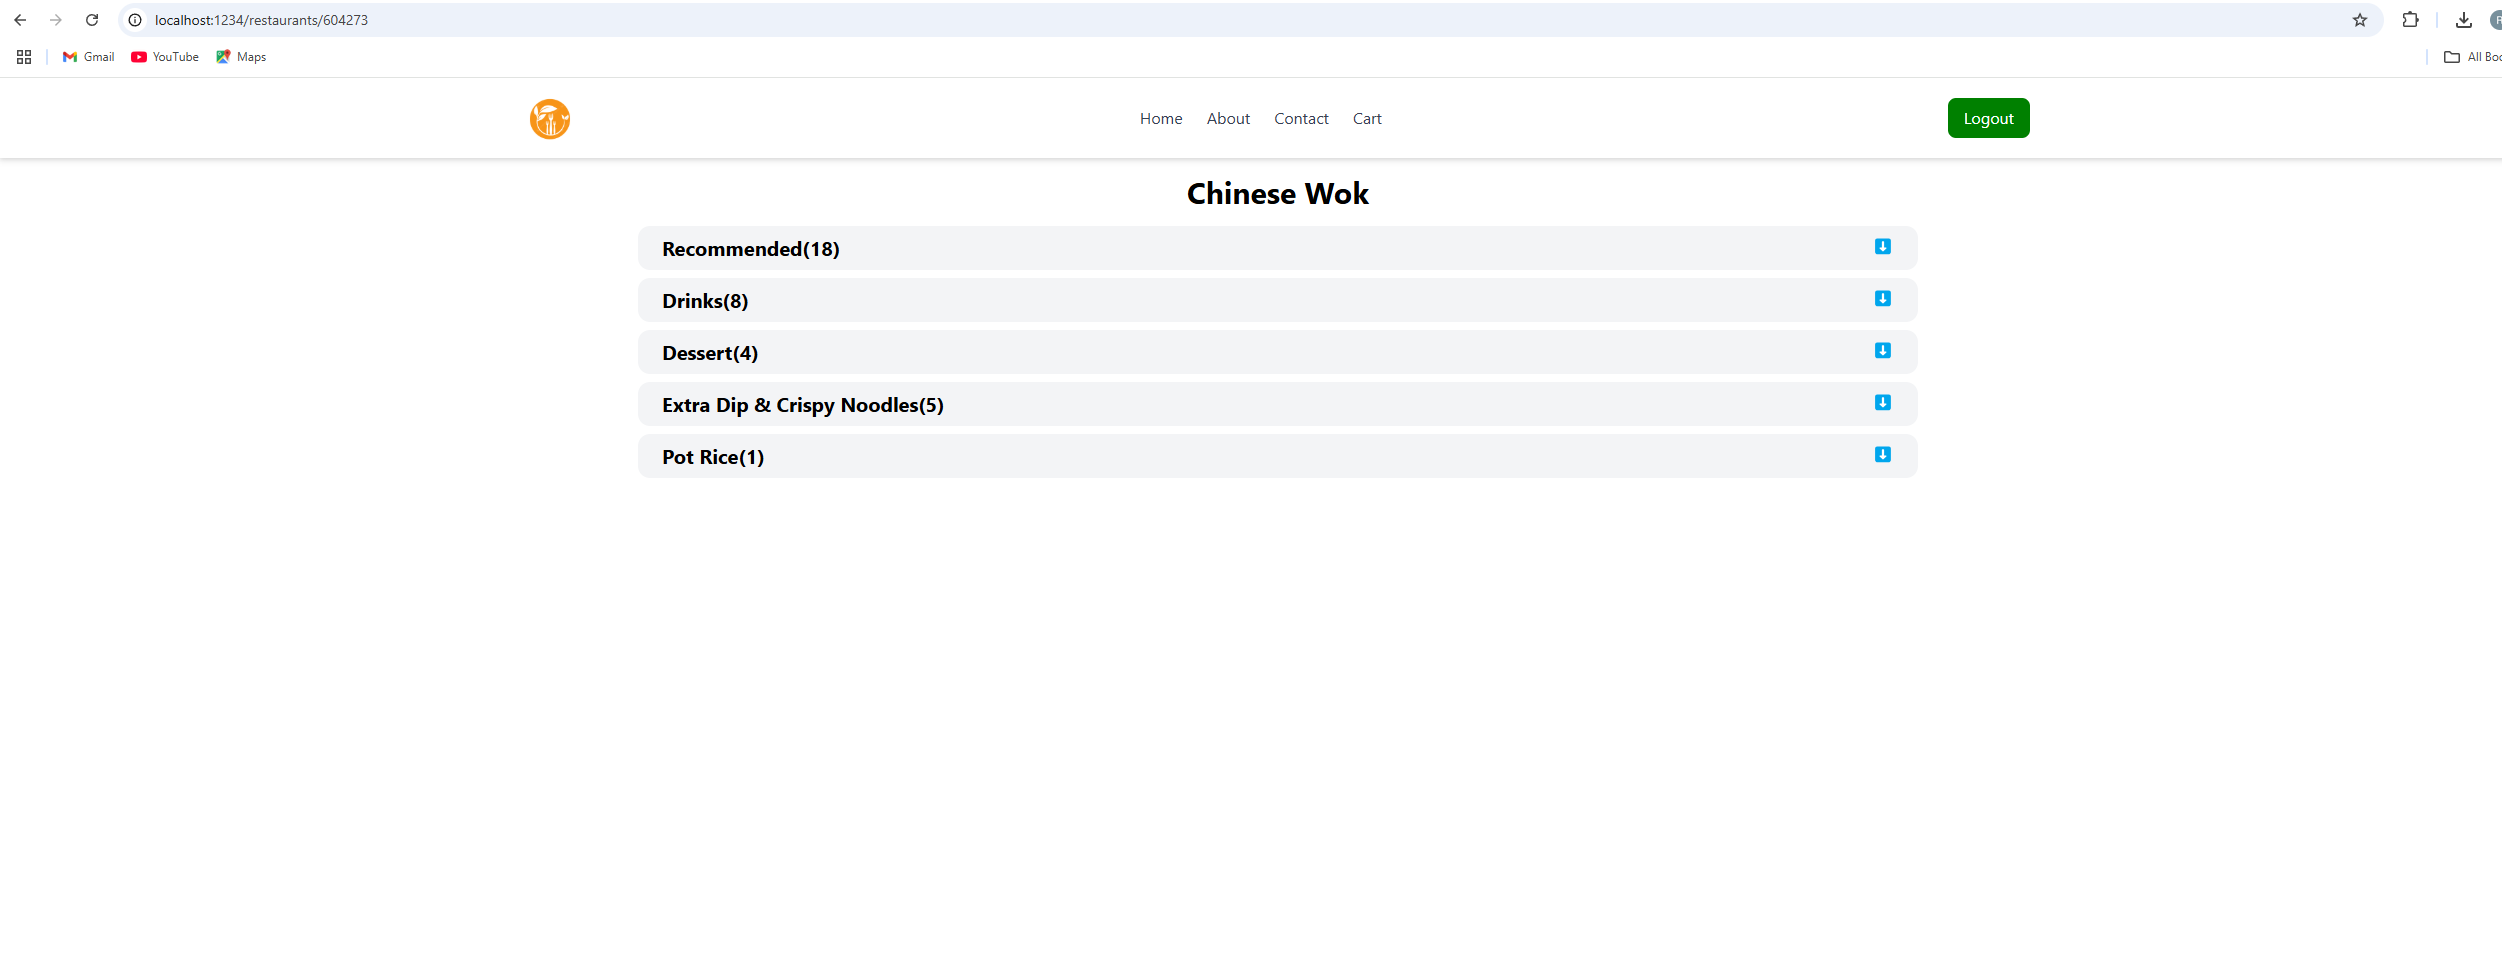 localhost:1234/restaurants/604273
Gmail YouTube Maps All Boo
Home About Contact Cart Logout
Chinese Wok
Recommended(18)
Drinks(8)
Dessert(4)
Extra Dip & Crispy Noodles(5)
Pot Rice(1)